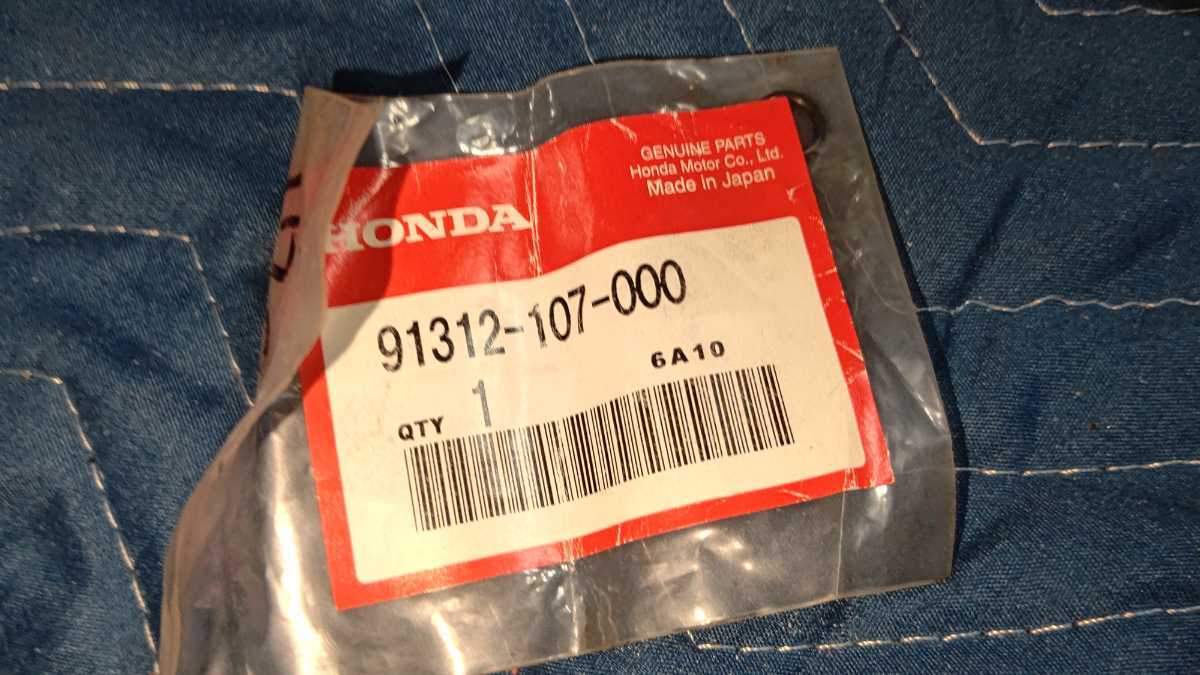 GENUINE PARTS
Honda Motor Co., Ltd.
Made in Japan
HONDA
91312-107-000
6A10
QTY 1